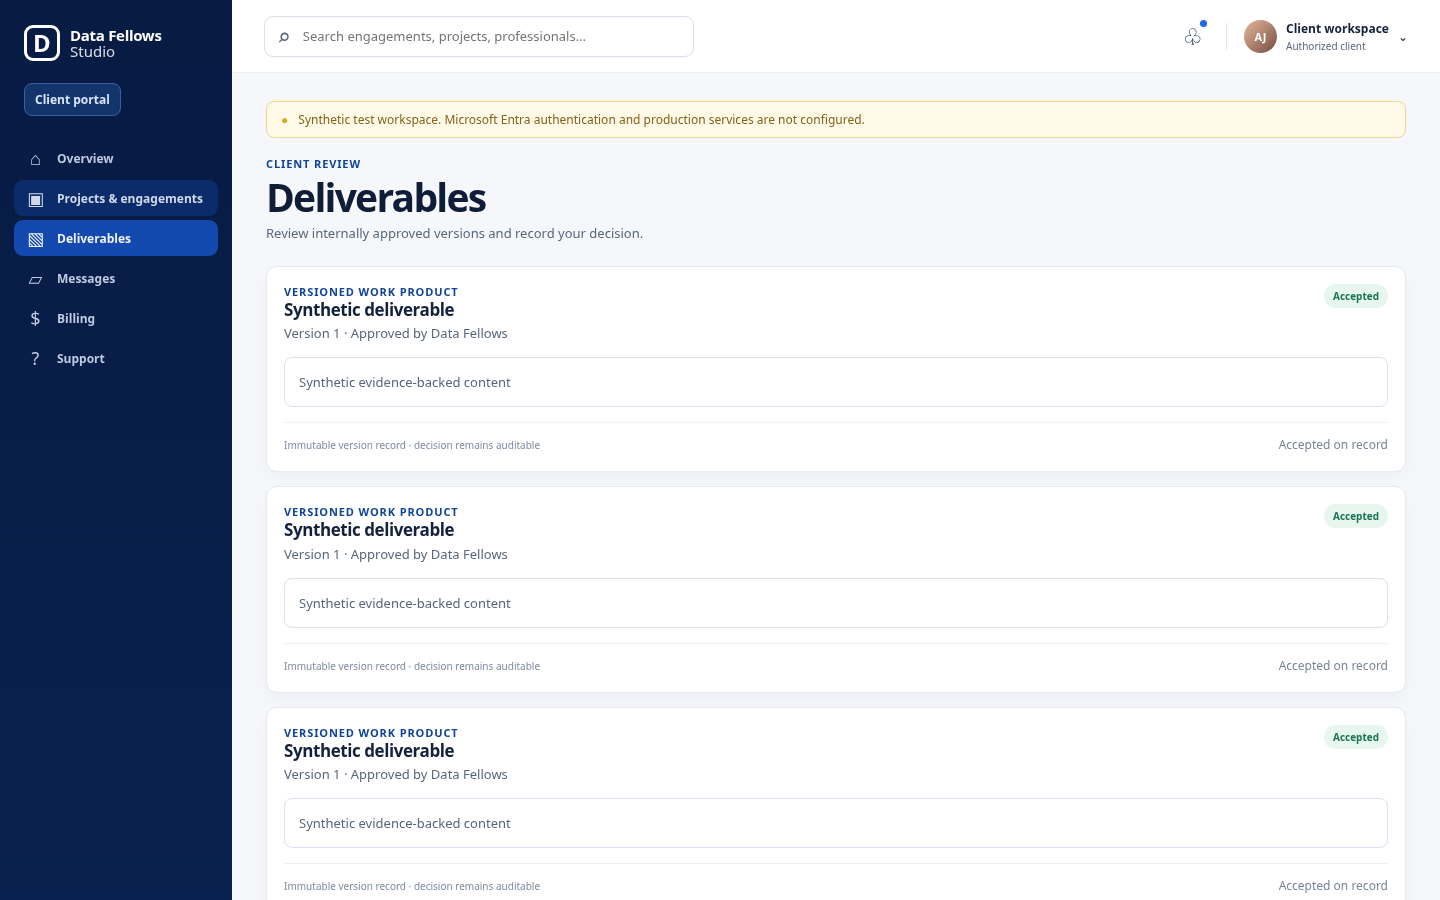 D
Data Fellows
Studio
Client portal
Overview
Projects & engagements
Deliverables
Messages
$ Billing
? Support
Search engagements, projects, professionals...
AJ
Client workspace
Authorized client
Synthetic test workspace. Microsoft Entra authentication and production services are not configured.
CLIENT REVIEW
Deliverables
Review internally approved versions and record your decision.
VERSIONED WORK PRODUCT
Accepted
Synthetic deliverable
Version 1 · Approved by Data Fellows
Synthetic evidence-backed content
Immutable version record · decision remains auditable
Accepted on record
VERSIONED WORK PRODUCT
Accepted
Synthetic deliverable
Version 1 · Approved by Data Fellows
Synthetic evidence-backed content
Immutable version record · decision remains auditable
Accepted on record
VERSIONED WORK PRODUCT
Accepted
Synthetic deliverable
Version 1 · Approved by Data Fellows
Synthetic evidence-backed content
Immutable version record · decision remains auditable
Accepted on record